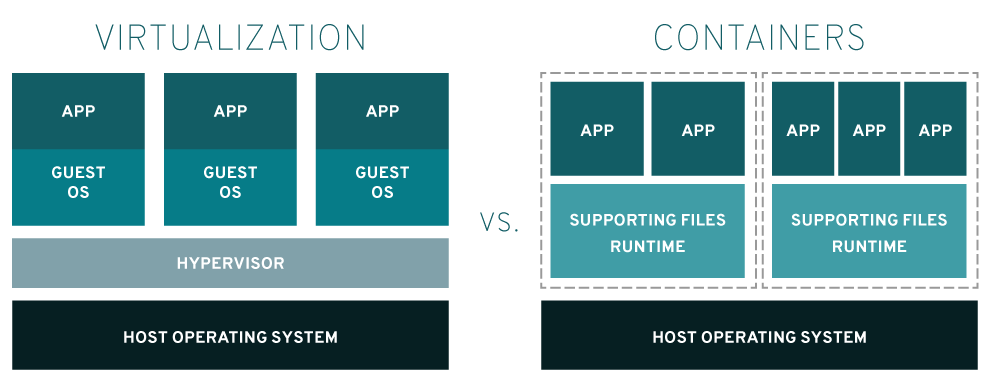 VIRTUALIZATION
APP
APP
APP
GUEST
OS
GUEST
OS
GUEST
OS
HYPERVISOR
HOST OPERATING SYSTEM
VS.
CONTAINERS
APP
APP
APP
APP
APP
SUPPORTING FILES
RUNTIME
SUPPORTING FILES
RUNTIME
HOST OPERATING SYSTEM